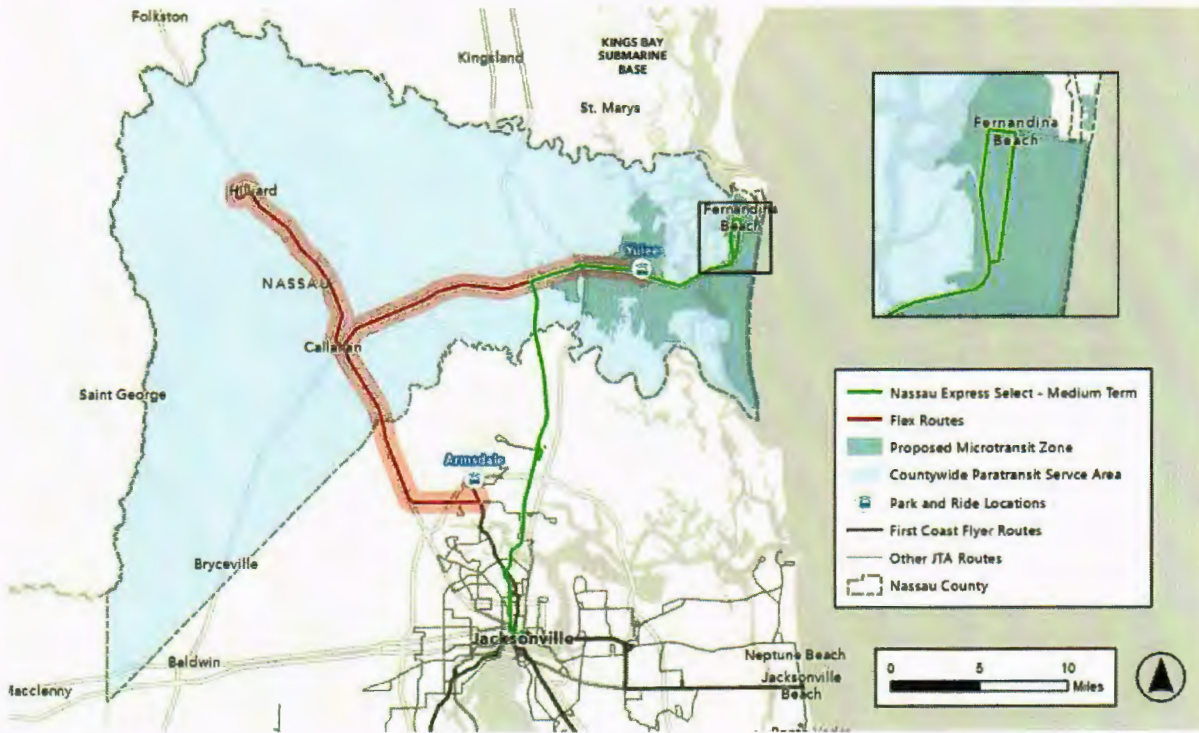 Folkston
Kingsland
KINGS BAY
SUBMARINE
BASE
St. Marys
Hilliard
Fernandina
Beach
Yulee
NASSAU
Callahan
Saint George
Armsdale
Bryceville
Jacksonville
Baldwin
Neptune Beach
Jacksonville
Beach
Macclenny
Fernandina
Beach
Nassau Express Select - Medium Term
Flex Routes
Proposed Microtransit Zone
Countywide Paratransit Servce Area
Park and Ride Locations
First Coast Flyer Routes
Other JTA Routes
Nassau County
0 5 10
Miles